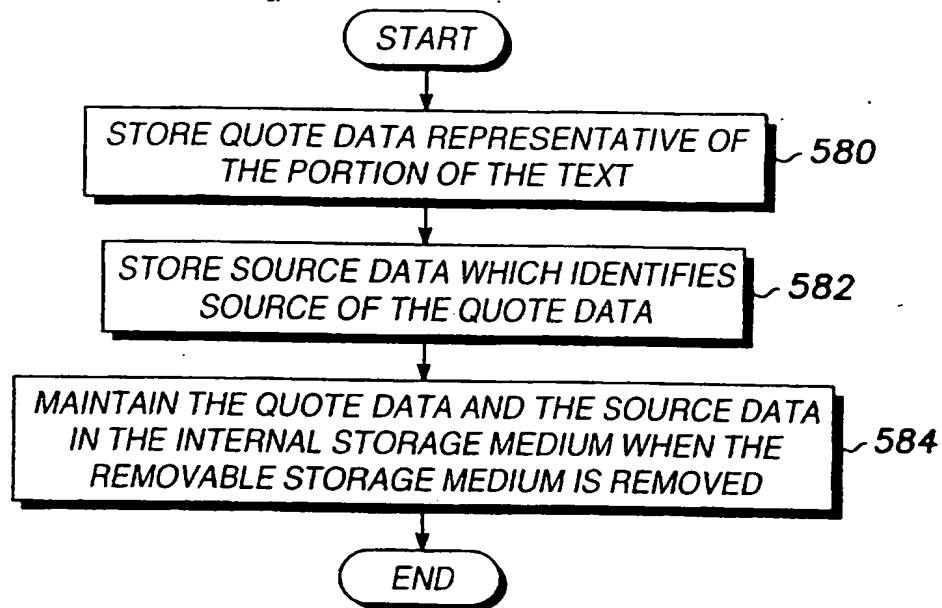 START
STORE QUOTE DATA REPRESENTATIVE OF
THE PORTION OF THE TEXT
580
STORE SOURCE DATA WHICH IDENTIFIES
SOURCE OF THE QUOTE DATA
582
MAINTAIN THE QUOTE DATA AND THE SOURCE DATA
IN THE INTERNAL STORAGE MEDIUM WHEN THE
REMOVABLE STORAGE MEDIUM IS REMOVED
584
END